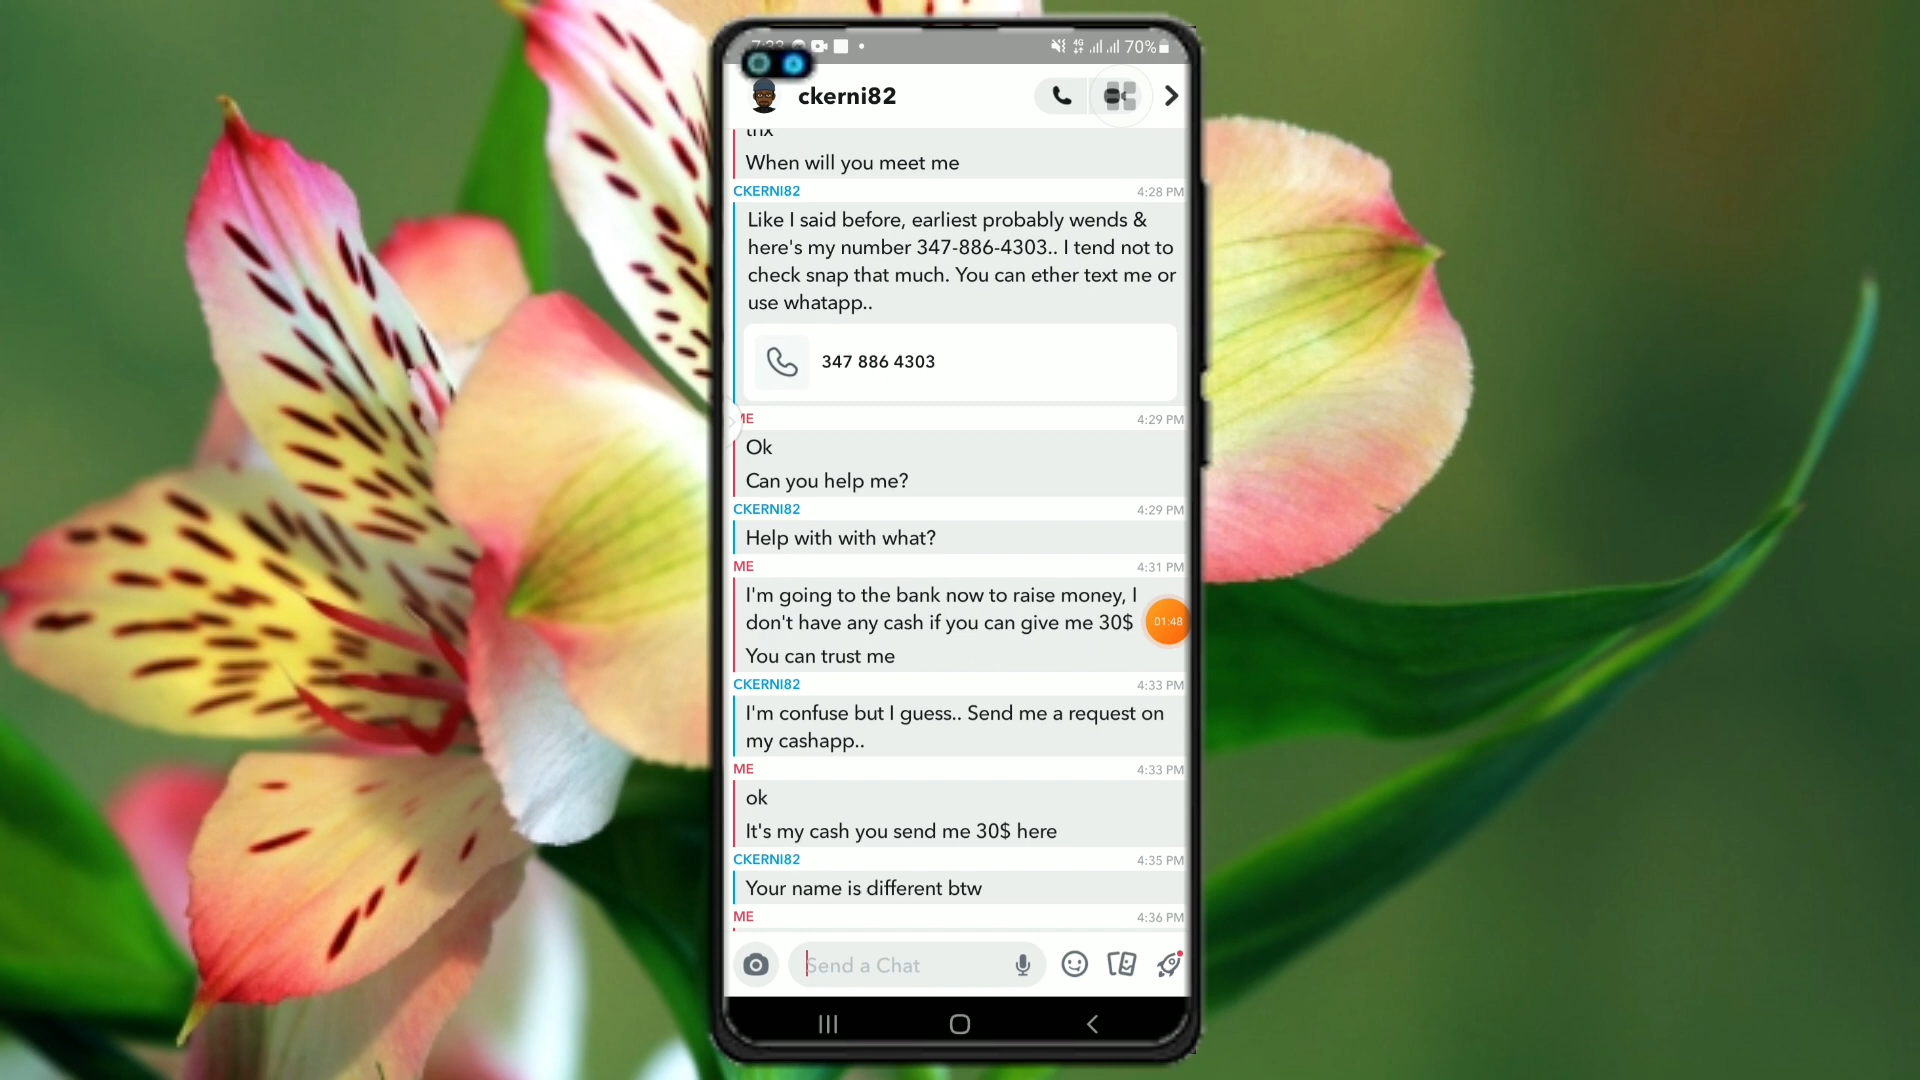 7:33
4G
70%
ckerni82
thx
When will you meet me
CKERNI82
4:28 PM
Like I said before, earliest probably wends &
here's my number 347-886-4303.. I tend not to
check snap that much. You can ether text me or
use whatapp..
347 886 4303
ME
4:29 PM
Ok
Can you help me?
CKERNI82
4:29 PM
Help with with what?
ME
4:31 PM
I'm going to the bank now to raise money, I
don't have any cash if you can give me 30$
01:48
You can trust me
CKERNI82
4:33 PM
I'm confuse but I guess.. Send me a request on
my cashapp..
ME
4:33 PM
ok
It's my cash you send me 30$ here
CKERNI82
4:35 PM
Your name is different btw
ME
4:36 PM
Send a Chat